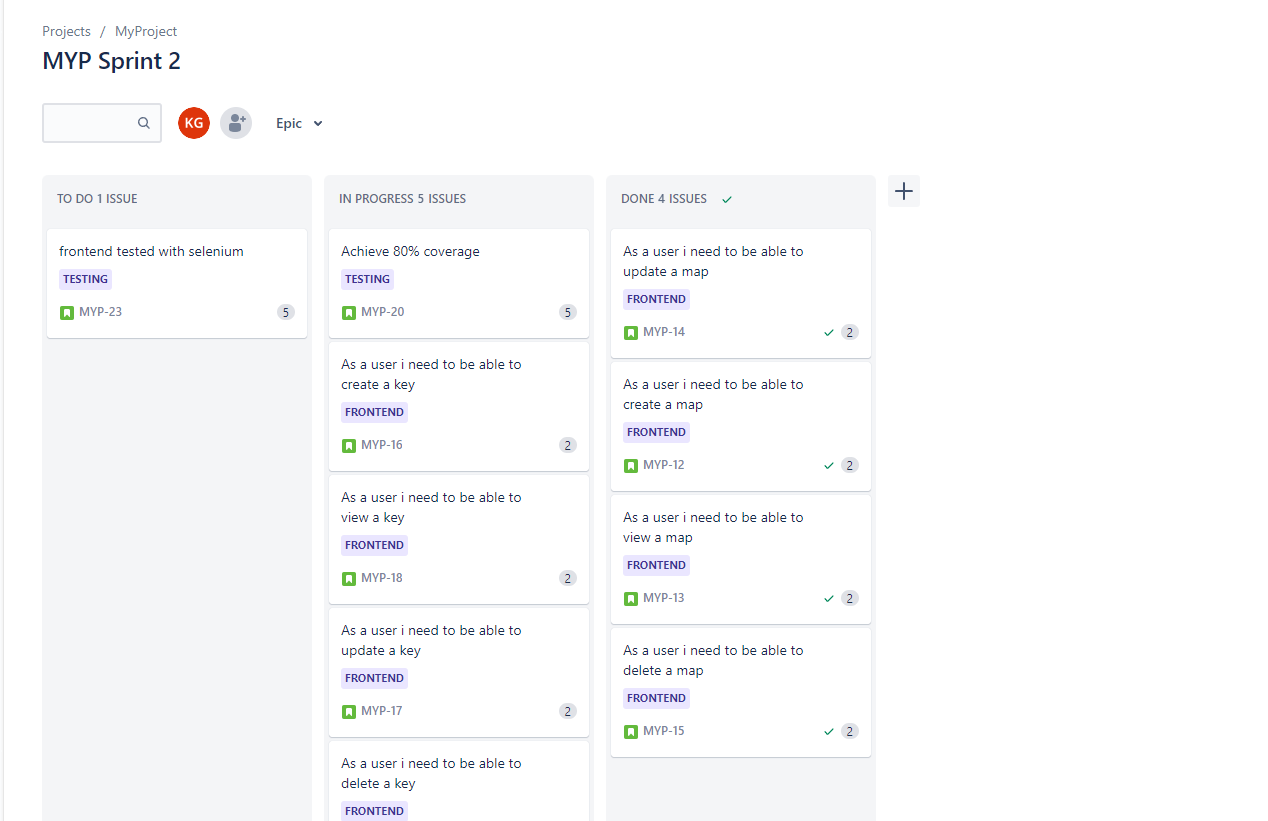 Projects / MyProject
MYP Sprint 2
KG
Epic
TO DO 1 ISSUE
frontend tested with selenium
TESTING
MYP-23
5
IN PROGRESS 5 ISSUES
Achieve 80% coverage
TESTING
MYP-20
5
As a user i need to be able to
create a key
FRONTEND
MYP-16
2
As a user i need to be able to
view a key
FRONTEND
MYP-18
2
As a user i need to be able to
update a key
FRONTEND
MYP-17
2
As a user i need to be able to
delete a key
FRONTEND
DONE 4 ISSUES
As a user i need to be able to
update a map
FRONTEND
MYP-14
2
As a user i need to be able to
create a map
FRONTEND
MYP-12
2
As a user i need to be able to
view a map
FRONTEND
MYP-13
2
As a user i need to be able to
delete a map
FRONTEND
MYP-15
2